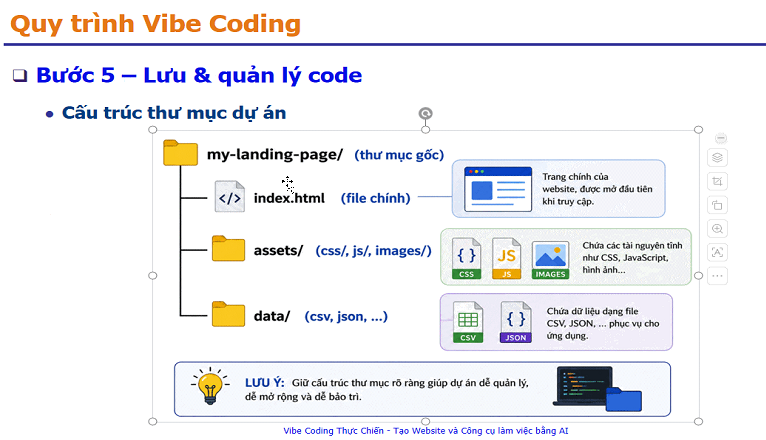 Quy trình Vibe Coding
Bước 5 – Lưu & quản lý code
Cấu trúc thư mục dự án
my-landing-page/ (thư mục gốc)
</> index.html (file chính)
Trang chính của
website, được mở đầu tiên
khi truy cập.
assets/ (css/, js/, images/)
{ } CSS
JS JS
IMAGES
Chứa các tài nguyên tĩnh
như CSS, JavaScript,
hình ảnh...
data/ (csv, json, ...)
CSV
{ } JSON
Chứa dữ liệu dạng file
CSV, JSON, ... phục vụ cho
ứng dụng.
LƯU Ý: Giữ cấu trúc thư mục rõ ràng giúp dự án dễ quản lý,
dễ mở rộng và dễ bảo trì.
Vibe Coding Thực Chiến - Tạo Website và Công cụ làm việc bằng AI